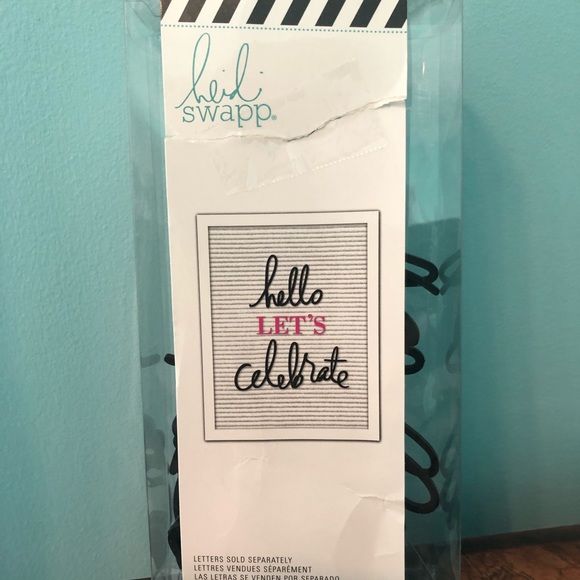 heidi
swapp®
hello
LET'S
celebrate
LETTERS SOLD SEPARATELY
LETTRES VENDUES SÉPARÉMENT
LAS LETRAS SE VENDEN POR SEPARADO